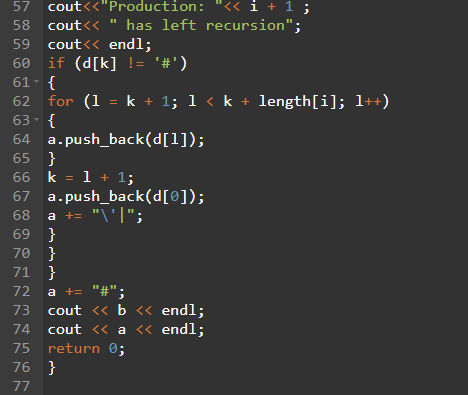 57 cout<<"Production: "<< i + 1 ;
58 cout<< " has left recursion";
59 cout<< endl;
60 if (d[k] != '#')
61 {
62 for (l = k + 1; l < k + length[i]; l++)
63 {
64 a.push_back(d[l]);
65 }
66 k = l + 1;
67 a.push_back(d[0]);
68 a += "\'|";
69 }
70 }
71 }
72 a += "#";
73 cout << b << endl;
74 cout << a << endl;
75 return 0;
76 }
77